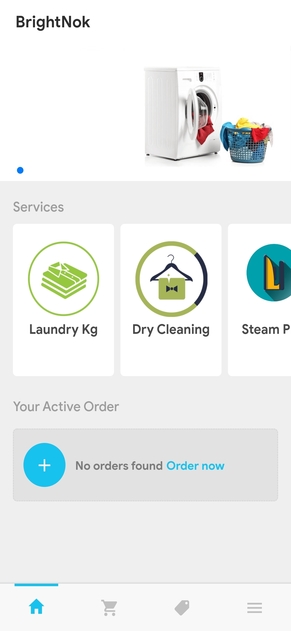 BrightNok
Services
Laundry Kg
Dry Cleaning
Steam P
Your Active Order
No orders found Order now